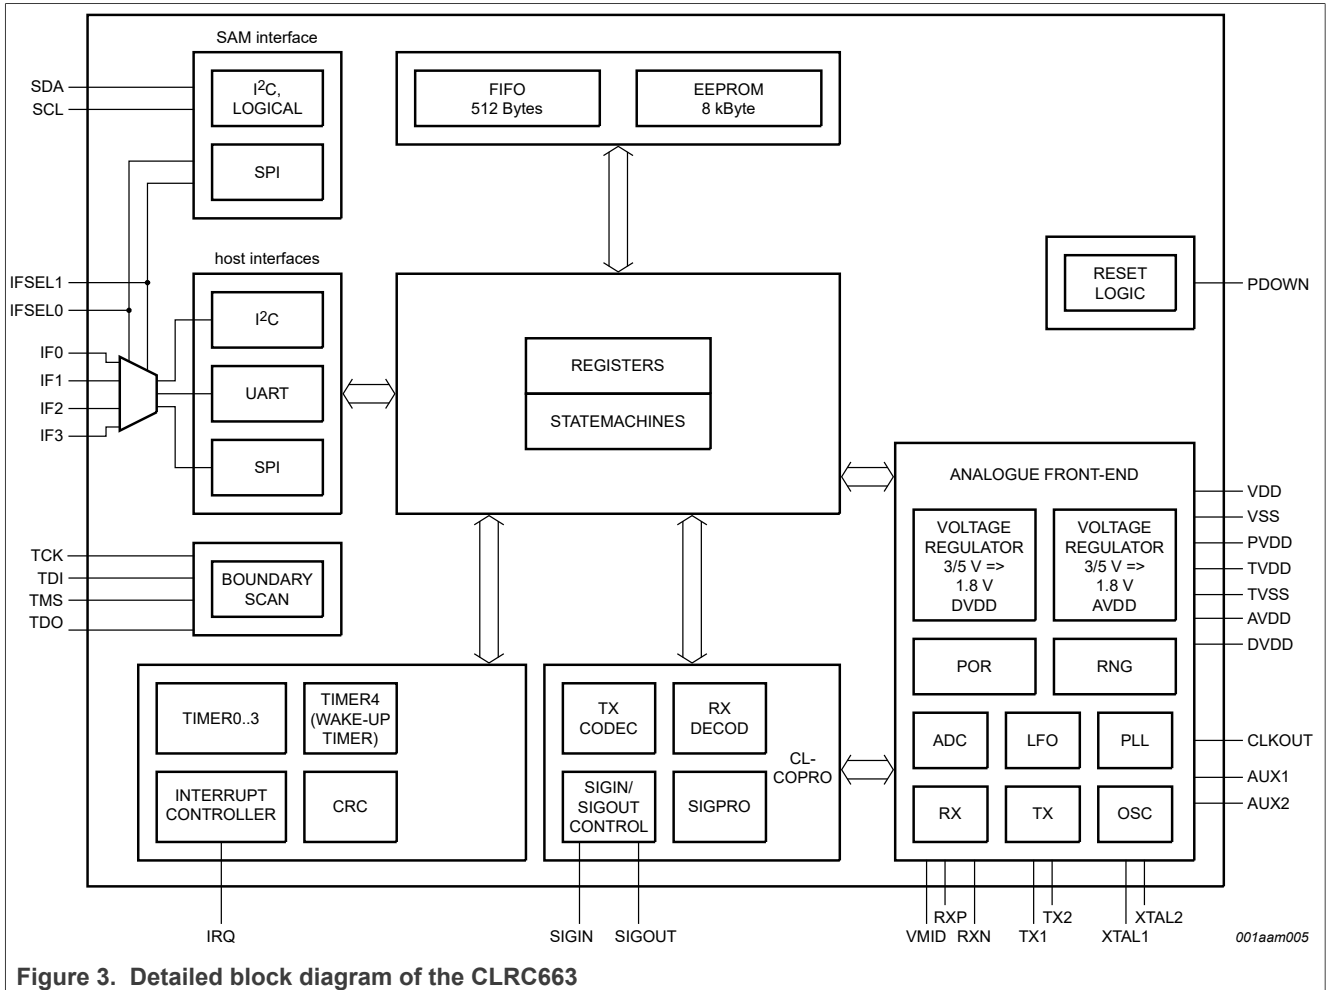 SAM interface
SDA
SCL
I²C,
LOGICAL
SPI
FIFO
512 Bytes
EEPROM
8 kByte
host interfaces
IFSEL1
IFSEL0
IF0
IF1
IF2
IF3
I²C
UART
SPI
REGISTERS
STATEMACHINES
RESET
LOGIC
PDOWN
TCK
TDI
TMS
TDO
BOUNDARY
SCAN
ANALOGUE FRONT-END
VOLTAGE
REGULATOR
3/5 V =>
1.8 V
DVDD
VOLTAGE
REGULATOR
3/5 V =>
1.8 V
AVDD
POR
RNG
ADC
LFO
PLL
RX
TX
OSC
VDD
VSS
PVDD
TVDD
TVSS
AVDD
DVDD
CLKOUT
AUX1
AUX2
TIMER0..3
TIMER4
(WAKE-UP
TIMER)
INTERRUPT
CONTROLLER
CRC
TX
CODEC
RX
DECOD
SIGIN/
SIGOUT
CONTROL
SIGPRO
CL-
COPRO
IRQ
SIGIN
SIGOUT
VMID
RXP
RXN
TX1
TX2
XTAL1
XTAL2
001aam005
Figure 3. Detailed block diagram of the CLRC663